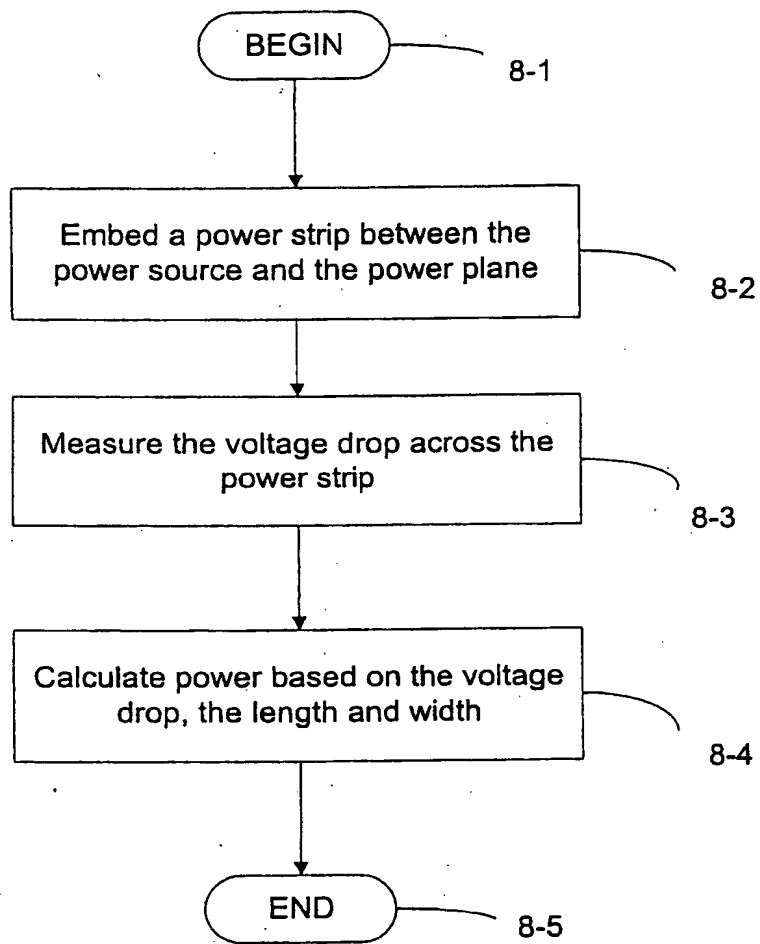 BEGIN
8-1
Embed a power strip between the
power source and the power plane
8-2
Measure the voltage drop across the
power strip
8-3
Calculate power based on the voltage
drop, the length and width
8-4
END
8-5